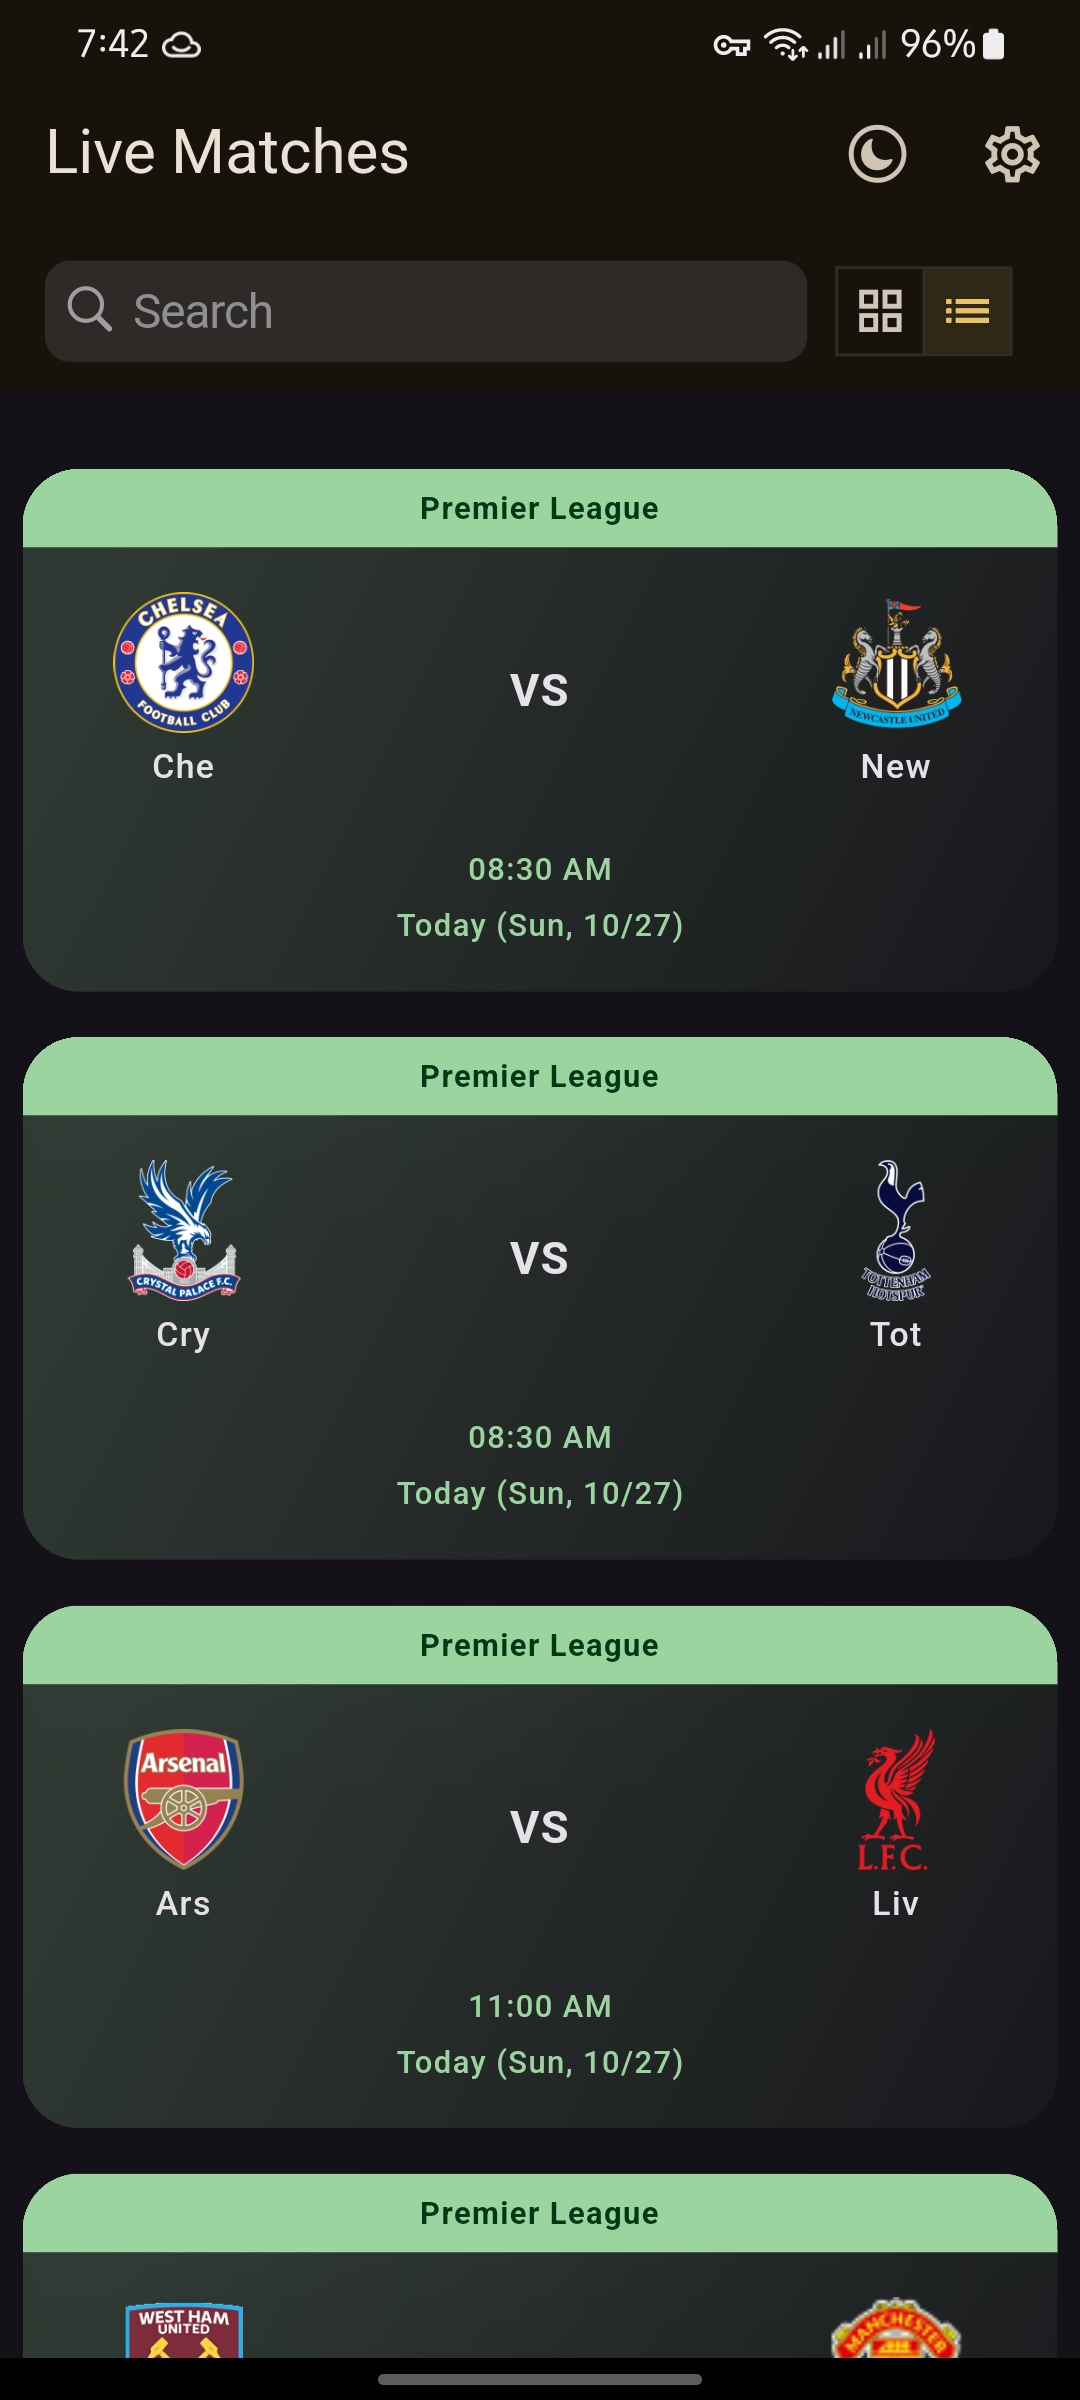 7:42 96%
Live Matches
Search
Premier League
CHELSEA
FOOTBALL CLUB
NEWCASTLE UNITED
VS
Che New
08:30 AM
Today (Sun, 10/27)
Premier League
CRYSTAL PALACE F.C.
TOTTENHAM
HOTSPUR
VS
Cry Tot
08:30 AM
Today (Sun, 10/27)
Premier League
Arsenal
L.F.C.
VS
Ars Liv
11:00 AM
Today (Sun, 10/27)
Premier League
WEST HAM
UNITED
MANCHESTER